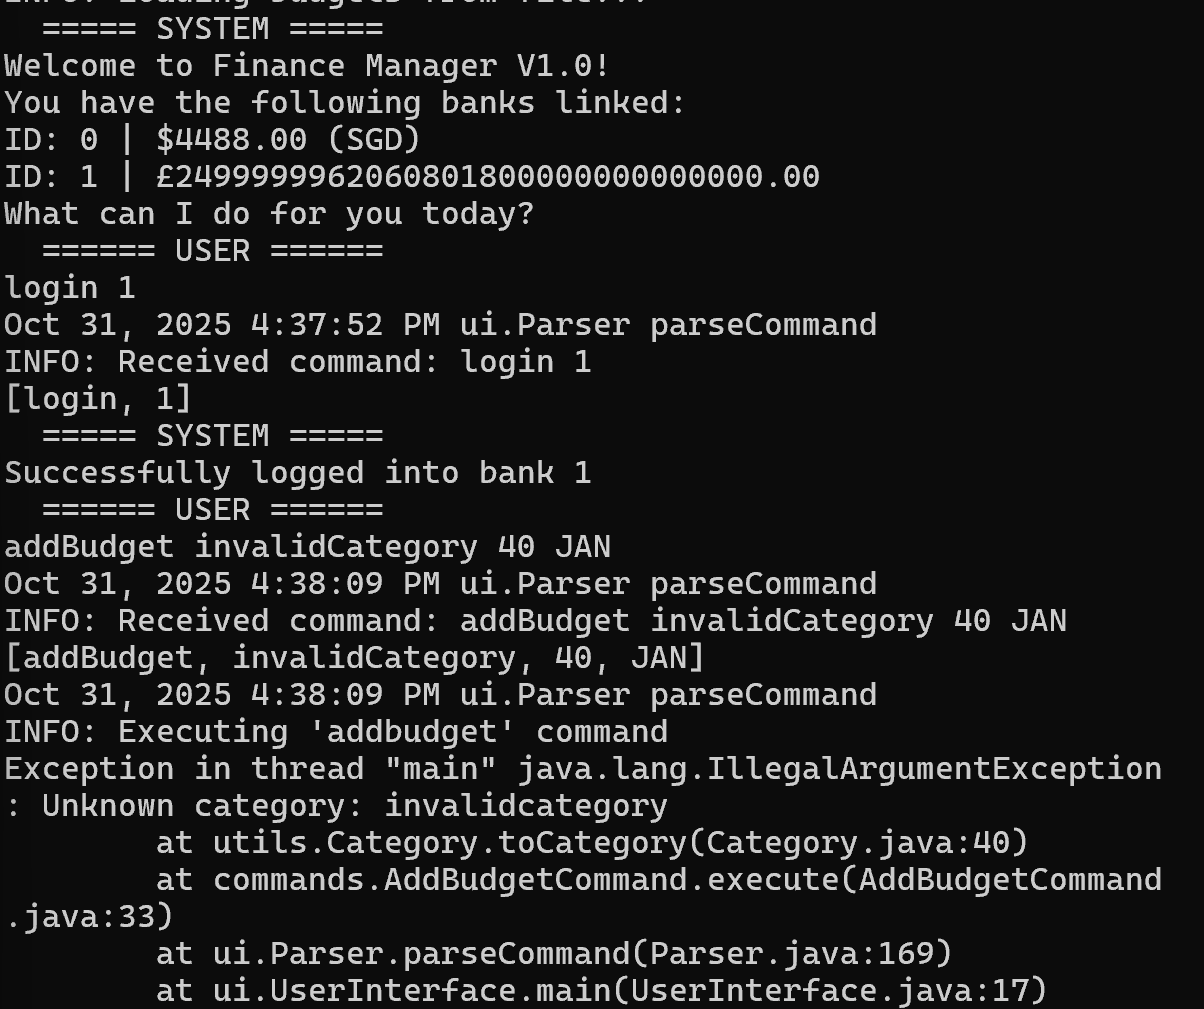 ===== SYSTEM =====
Welcome to Finance Manager V1.0!
You have the following banks linked:
ID: 0 | $4488.00 (SGD)
ID: 1 | £2499999962060801800000000000000.00
What can I do for you today?
====== USER ======
login 1
Oct 31, 2025 4:37:52 PM ui.Parser parseCommand
INFO: Received command: login 1
[login, 1]
===== SYSTEM =====
Successfully logged into bank 1
====== USER ======
addBudget invalidCategory 40 JAN
Oct 31, 2025 4:38:09 PM ui.Parser parseCommand
INFO: Received command: addBudget invalidCategory 40 JAN
[addBudget, invalidCategory, 40, JAN]
Oct 31, 2025 4:38:09 PM ui.Parser parseCommand
INFO: Executing 'addbudget' command
Exception in thread "main" java.lang.IllegalArgumentException
: Unknown category: invalidcategory
at utils.Category.toCategory(Category.java:40)
at commands.AddBudgetCommand.execute(AddBudgetCommand
.java:33)
at ui.Parser.parseCommand(Parser.java:169)
at ui.UserInterface.main(UserInterface.java:17)